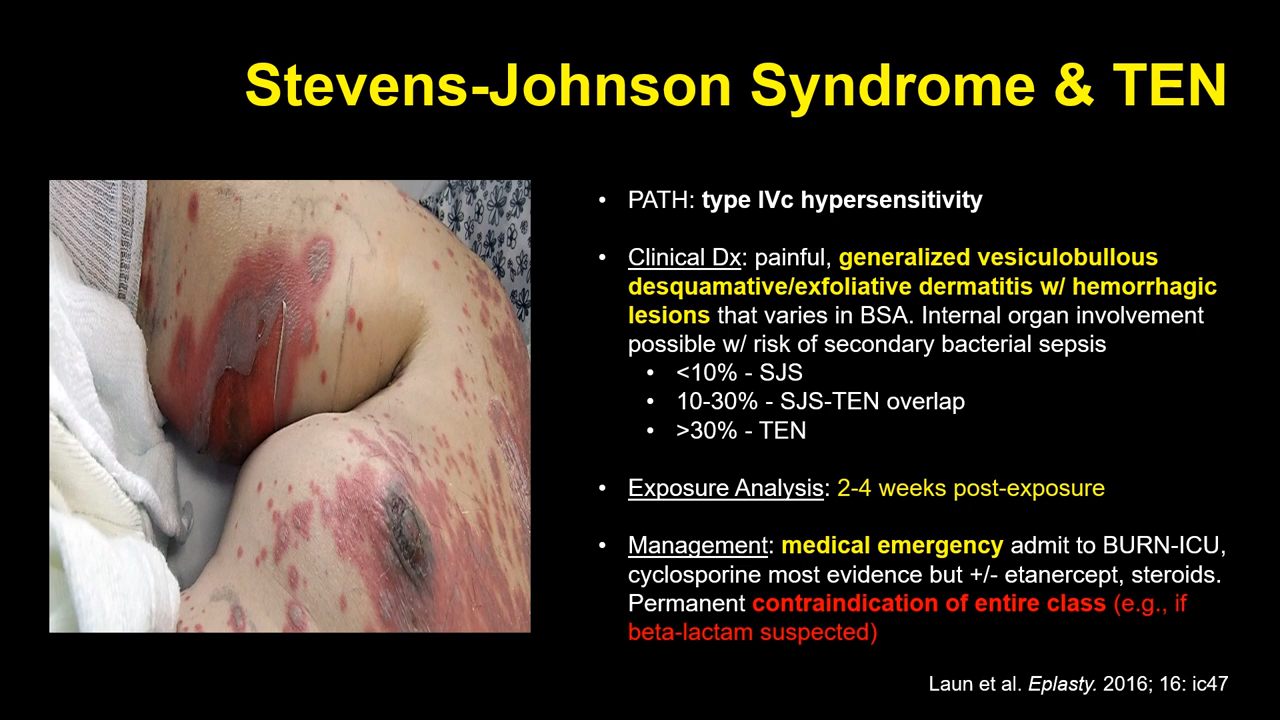 Stevens-Johnson Syndrome & TEN
• PATH: type IVc hypersensitivity
• Clinical Dx: painful, generalized vesiculobullous
desquamative/exfoliative dermatitis w/ hemorrhagic
lesions that varies in BSA. Internal organ involvement
possible w/ risk of secondary bacterial sepsis
• <10% - SJS
• 10-30% - SJS-TEN overlap
• >30% - TEN
• Exposure Analysis: 2-4 weeks post-exposure
• Management: medical emergency admit to BURN-ICU,
cyclosporine most evidence but +/- etanercept, steroids.
Permanent contraindication of entire class (e.g., if
beta-lactam suspected)
Laun et al. Eplasty. 2016; 16: ic47